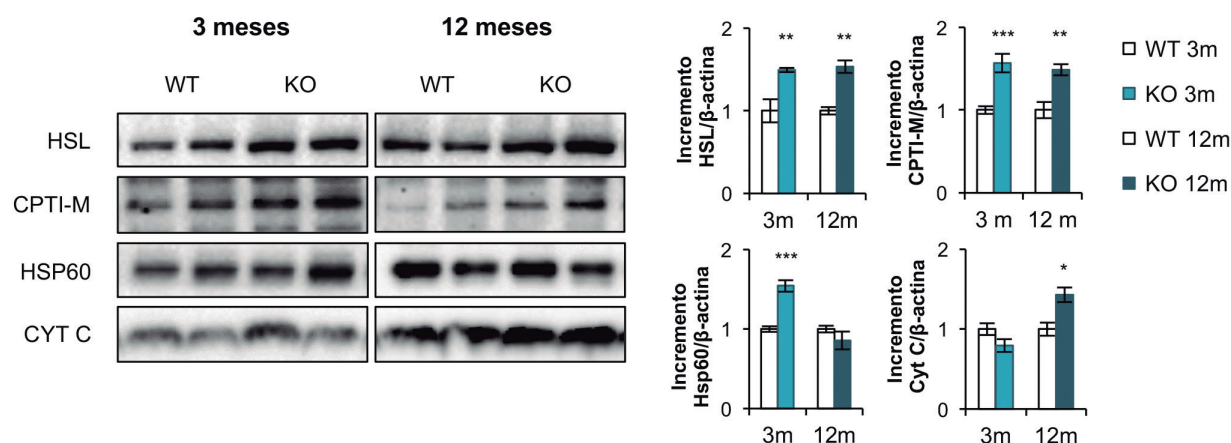 3 meses
12 meses
WT KO WT KO
HSL
CPTI-M
HSP60
CYT C
Incremento
HSL/β-actina
2
1
0
** **
3m 12m
Incremento
CPTI-M/β-actina
2
1
0
*** **
3 m 12 m
WT 3m
KO 3m
WT 12m
KO 12m
Incremento
Hsp60/β-actina
2
1
0
***
3m 12m
Incremento
Cyt C/β-actina
2
1
0
*
3m 12m